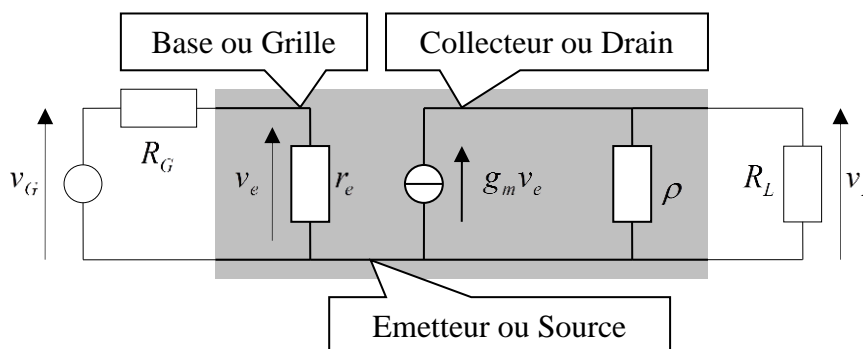 Base ou Grille
Collecteur ou Drain
R_G
v_G
v_e
r_e
g_m v_e
ρ
R_L
Emetteur ou Source